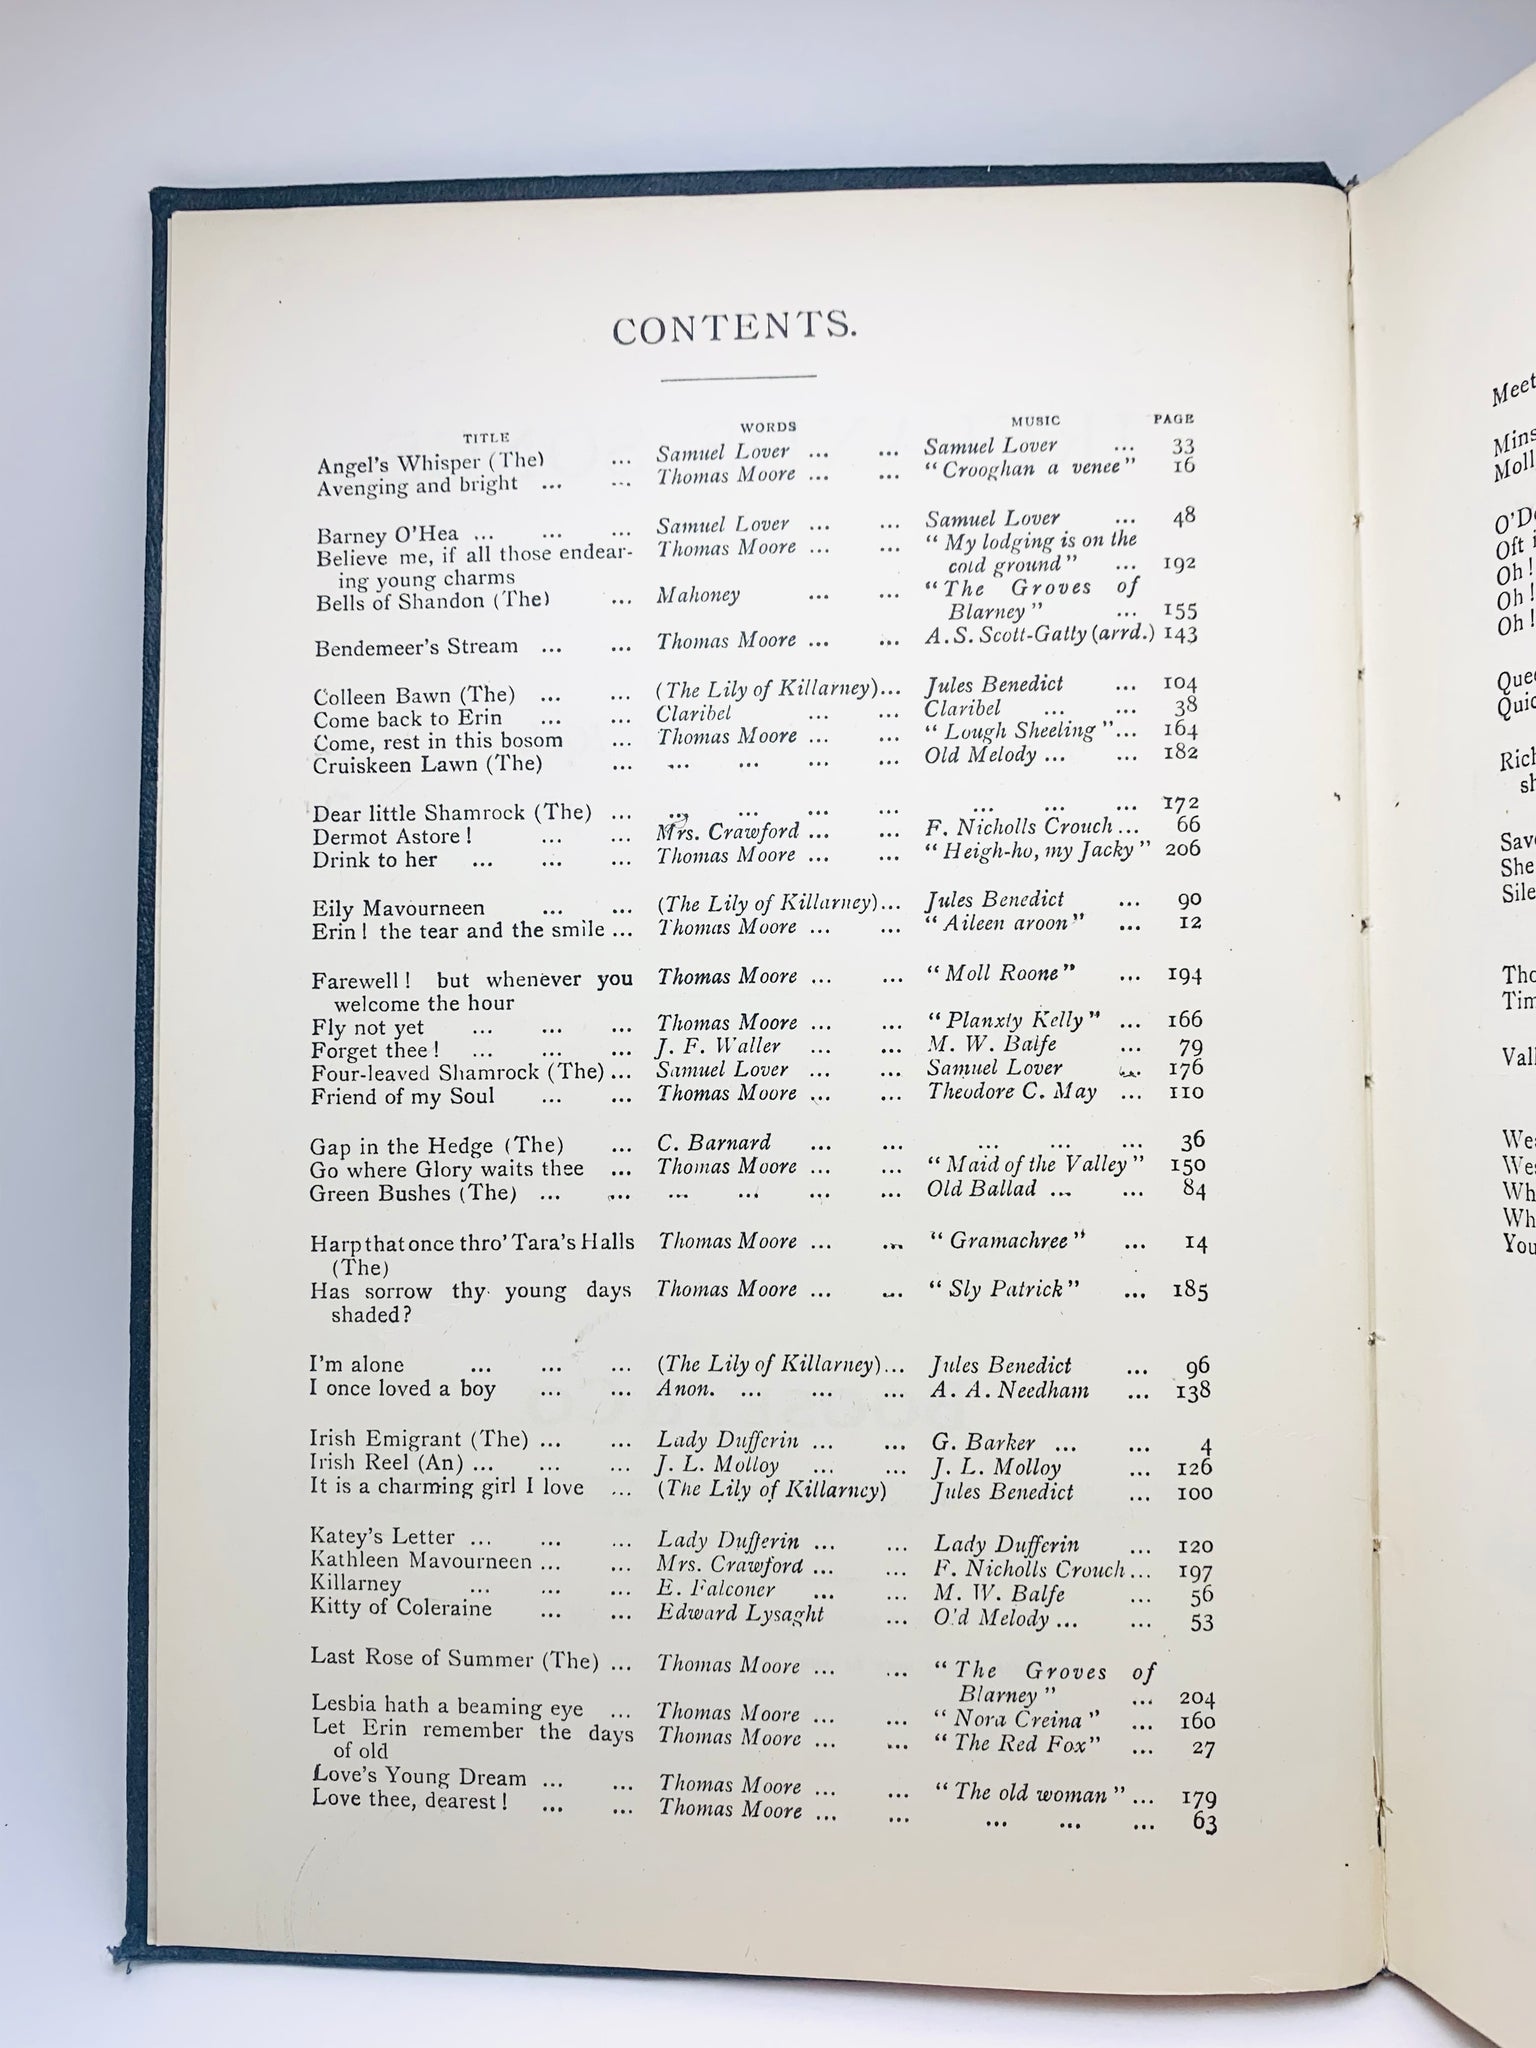 CONTENTS.
TITLE WORDS MUSIC PAGE
Angel's Whisper (The) ... Samuel Lover ... ... Samuel Lover ... 33
Avenging and bright ... ... Thomas Moore ... ... "Crooghan a venee" 16
Barney O'Hea ... ... ... Samuel Lover ... ... Samuel Lover ... 48
Believe me, if all those endear- Thomas Moore ... ... "My lodging is on the
ing young charms cold ground" ... 192
Bells of Shandon (The) ... Mahoney ... ... "The Groves of
Blarney" ... 155
Bendemeer's Stream ... ... Thomas Moore ... ... A.S. Scott-Gatty (arrd.) 143
Colleen Bawn (The) ... ... (The Lily of Killarney)... Jules Benedict ... 104
Come back to Erin ... ... Claribel ... ... Claribel ... ... 38
Come, rest in this bosom ... Thomas Moore ... ... "Lough Sheeling"... 164
Cruiskeen Lawn (The) ... ... ... ... ... Old Melody ... ... 182
Dear little Shamrock (The) ... ... ... ... ... ... ... ... 172
Dermot Astore! ... ... Mrs. Crawford ... ... F. Nicholls Crouch ... 66
Drink to her ... ... ... Thomas Moore ... ... "Heigh-ho, my Jacky" 206
Eily Mavourneen ... ... (The Lily of Killarney)... Jules Benedict ... 90
Erin! the tear and the smile ... Thomas Moore ... ... "Aileen aroon" ... 12
Farewell! but whenever you Thomas Moore ... ... "Moll Roone" ... 194
welcome the hour
Fly not yet ... ... ... Thomas Moore ... ... "Planxty Kelly" ... 166
Forget thee! ... ... ... J. F. Waller ... ... M. W. Balfe ... 79
Four-leaved Shamrock (The) ... Samuel Lover ... ... Samuel Lover ... 176
Friend of my Soul ... ... Thomas Moore ... ... Theodore C. May ... 110
Gap in the Hedge (The) ... C. Barnard ... ... ... ... ... 36
Go where Glory waits thee ... Thomas Moore ... ... "Maid of the Valley" 150
Green Bushes (The) ... ... ... ... ... ... Old Ballad ... ... 84
Harp that once thro' Tara's Halls Thomas Moore ... ... "Gramachree" ... 14
(The)
Has sorrow thy young days Thomas Moore ... ... "Sly Patrick" ... 185
shaded?
I'm alone ... ... ... (The Lily of Killarney)... Jules Benedict ... 96
I once loved a boy ... ... Anon. ... ... ... A. A. Needham ... 138
Irish Emigrant (The) ... ... Lady Dufferin ... ... G. Barker ... ... 4
Irish Reel (An) ... ... ... J. L. Molloy ... ... J. L. Molloy ... 126
It is a charming girl I love ... (The Lily of Killarney) Jules Benedict ... 100
Katey's Letter ... ... ... Lady Dufferin ... ... Lady Dufferin ... 120
Kathleen Mavourneen ... ... Mrs. Crawford ... ... F. Nicholls Crouch ... 197
Killarney ... ... ... E. Falconer ... ... M. W. Balfe ... 56
Kitty of Coleraine ... ... Edward Lysaght ... Old Melody ... ... 53
Last Rose of Summer (The) ... Thomas Moore ... ... "The Groves of
Blarney" ... 204
Lesbia hath a beaming eye ... Thomas Moore ... ... "Nora Creina" ... 160
Let Erin remember the days Thomas Moore ... ... "The Red Fox" ... 27
of old
Love's Young Dream ... ... Thomas Moore ... ... "The old woman" ... 179
Love thee, dearest! ... ... Thomas Moore ... ... ... ... ... 63
Oft
Oh!
Oh!
Oh!